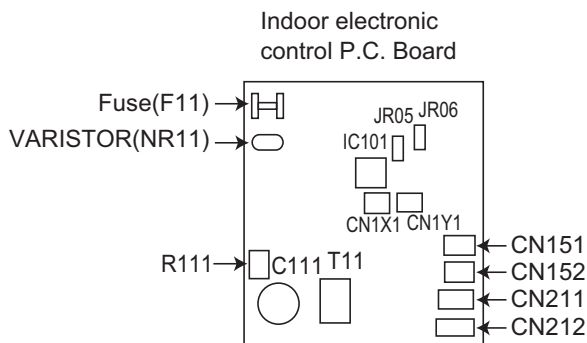 Indoor electronic
control P.C. Board
Fuse(F11)
VARISTOR(NR11)
JR05 JR06
IC101
CN1X1 CN1Y1
R111
C111 T11
CN151
CN152
CN211
CN212